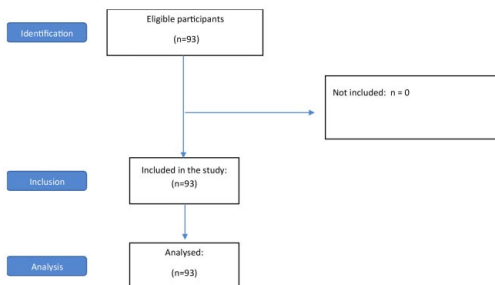 Identification
Eligible participants
(n=93)
Not included:  n = 0
Inclusion
Included in the study:
(n=93)
Analysis
Analysed:
(n=93)